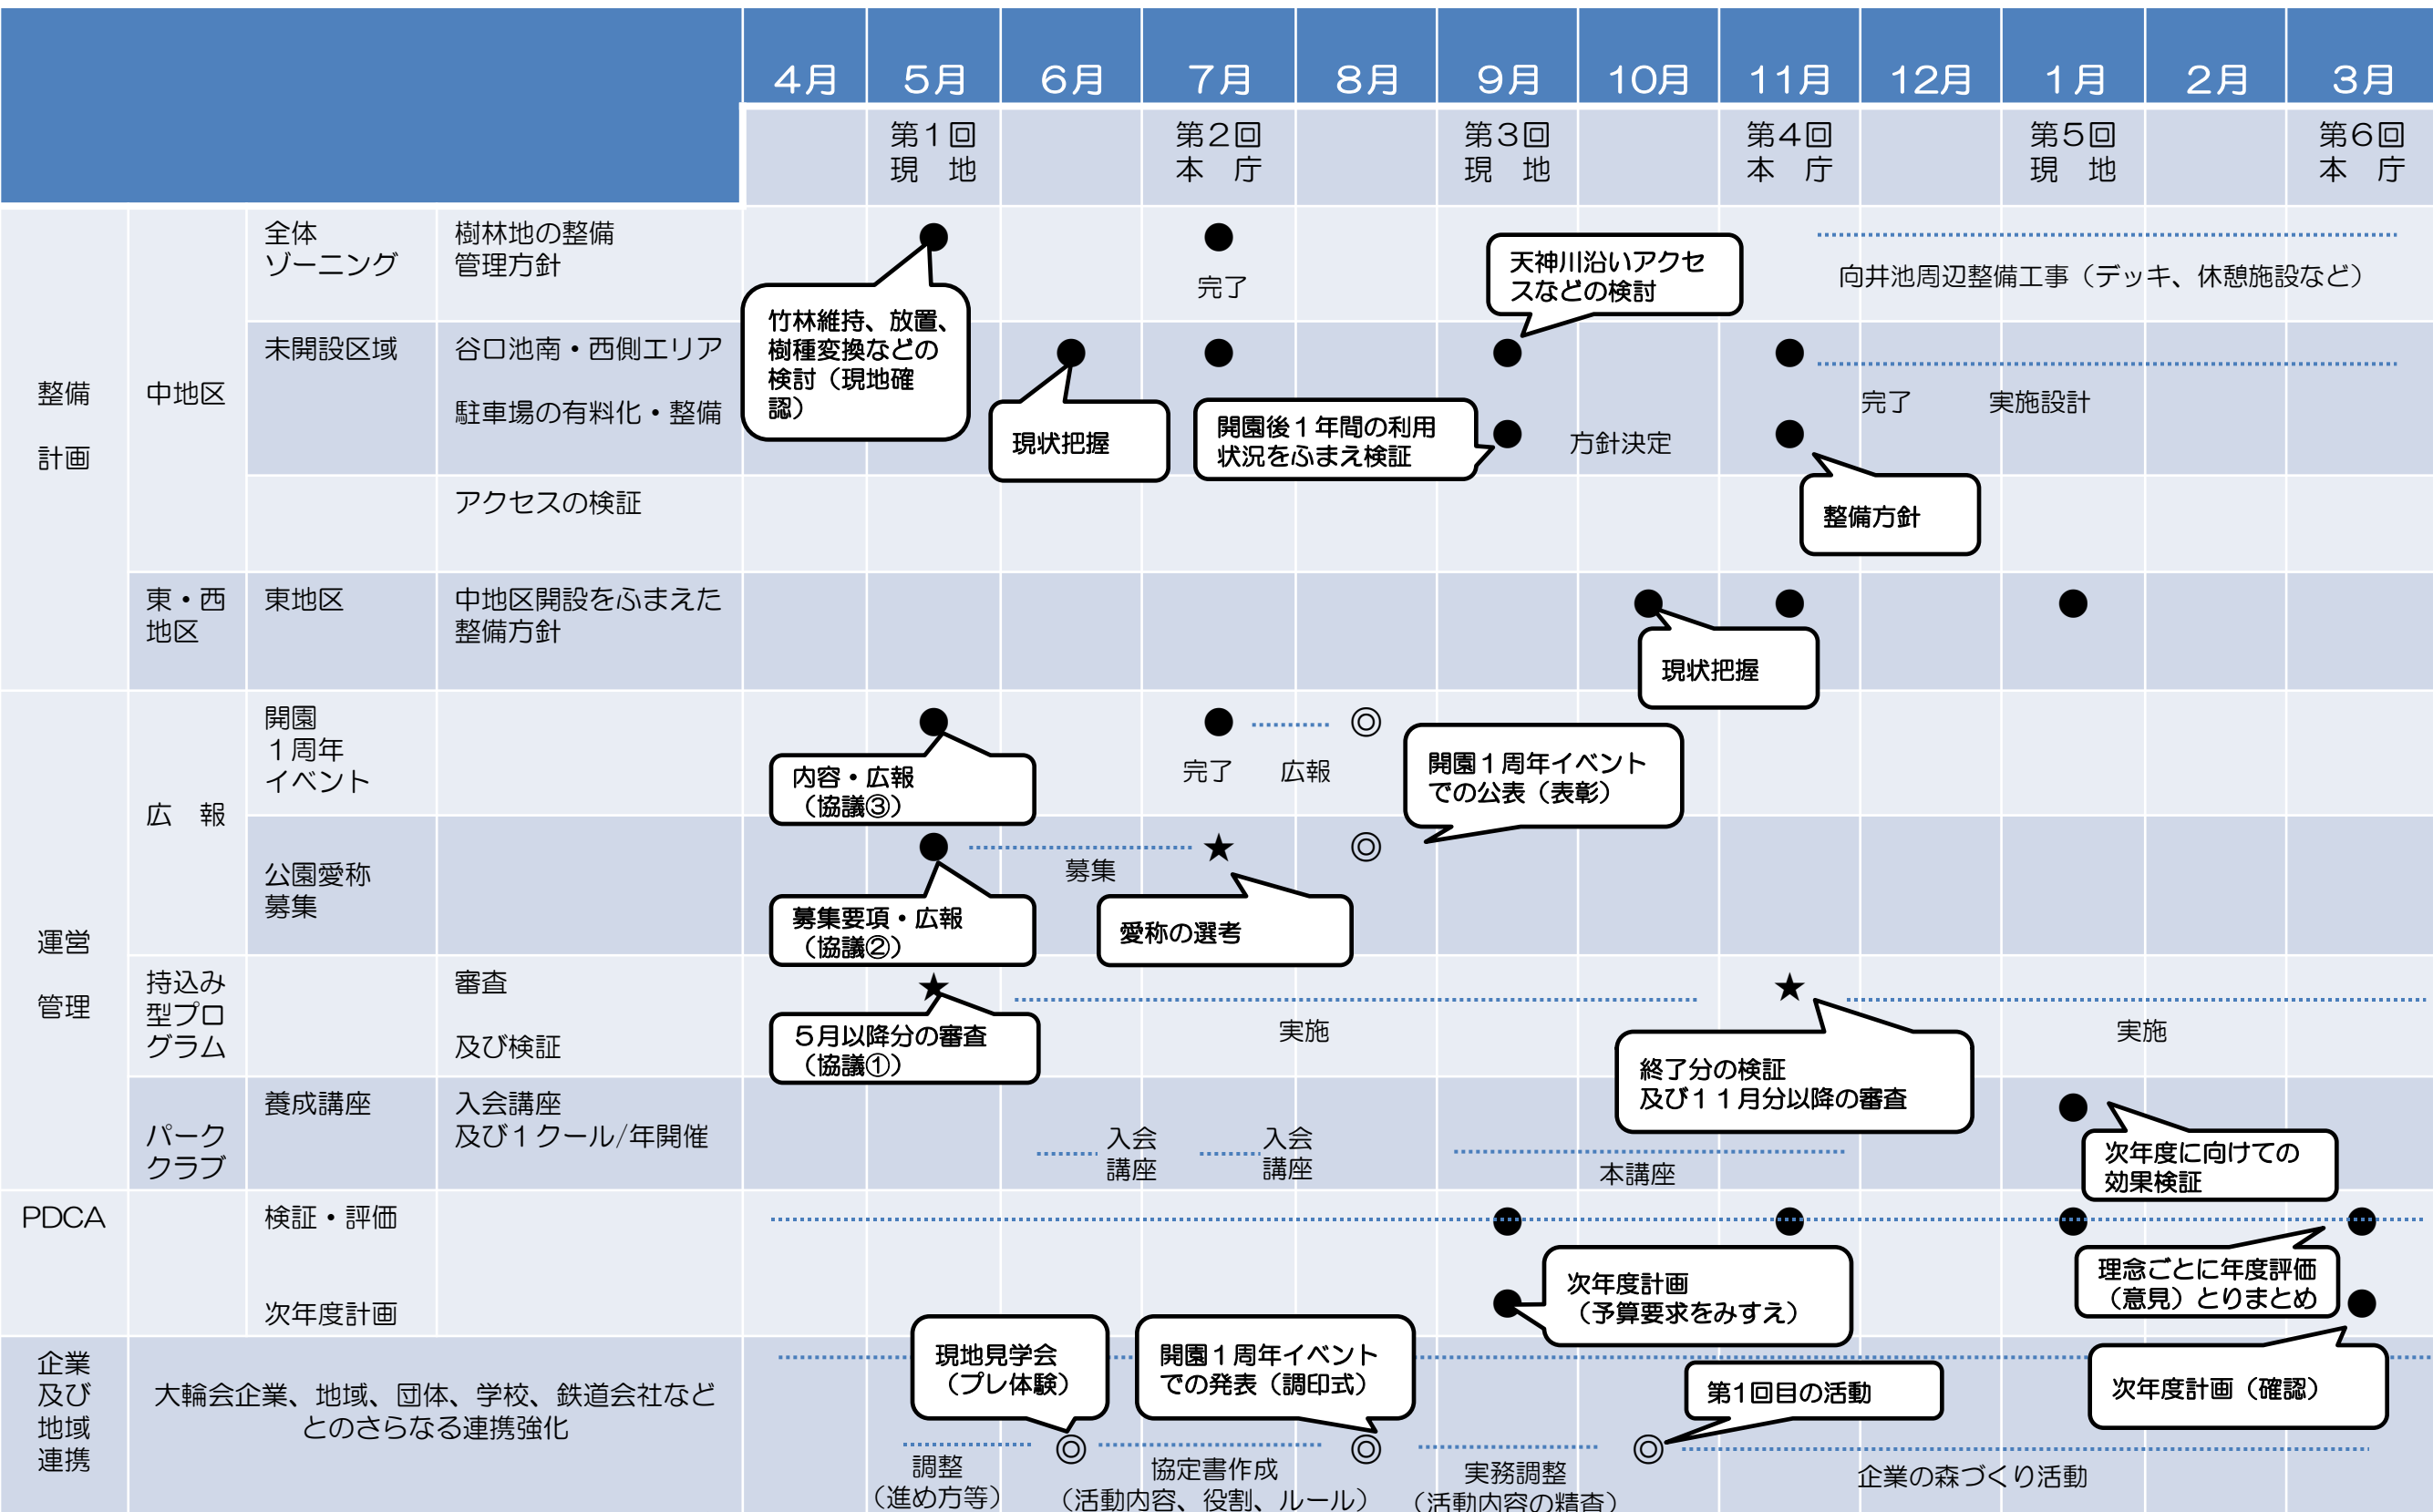 4月 5月 6月 7月 8月 9月 10月 11月 12月 1月 2月 3月
第１回 第２回 第３回 第４回 第５回 第６回
現　地 本　庁 現　地 本　庁 現　地 本　庁
整備
計画
中地区
全体
ゾーニング
樹林地の整備
管理方針
竹林維持、放置、
樹種変換などの
検討（現地確
認）
完了
天神川沿いアクセ
スなどの検討
向井池周辺整備工事（デッキ、休憩施設など）
未開設区域
谷口池南・西側エリア
駐車場の有料化・整備
現状把握
開園後１年間の利用
状況をふまえ検証
方針決定
完了
実施設計
整備方針
アクセスの検証
東・西
地区
東地区
中地区開設をふまえた
整備方針
現状把握
運営
管理
広　報
開園
１周年
イベント
内容・広報
（協議③）
完了
広報
開園１周年イベント
での公表（表彰）
公園愛称
募集
募集要項・広報
（協議②）
募集
★
愛称の選考
持込み
型プロ
グラム
審査
及び検証
★
５月以降分の審査
（協議①）
実施
★
終了分の検証
及び１１月分以降の審査
実施
パーク
クラブ
養成講座
入会講座
及び１クール/年開催
入会
講座
入会
講座
本講座
次年度に向けての
効果検証
PDCA
検証・評価
次年度計画
次年度計画
（予算要求をみすえ）
理念ごとに年度評価
（意見）とりまとめ
次年度計画（確認）
企業
及び
地域
連携
大輪会企業、地域、団体、学校、鉄道会社など
とのさらなる連携強化
現地見学会
（プレ体験）
開園１周年イベント
での発表（調印式）
第1回目の活動
調整
（進め方等）
協定書作成
（活動内容、役割、ルール）
実務調整
（活動内容の精査）
企業の森づくり活動